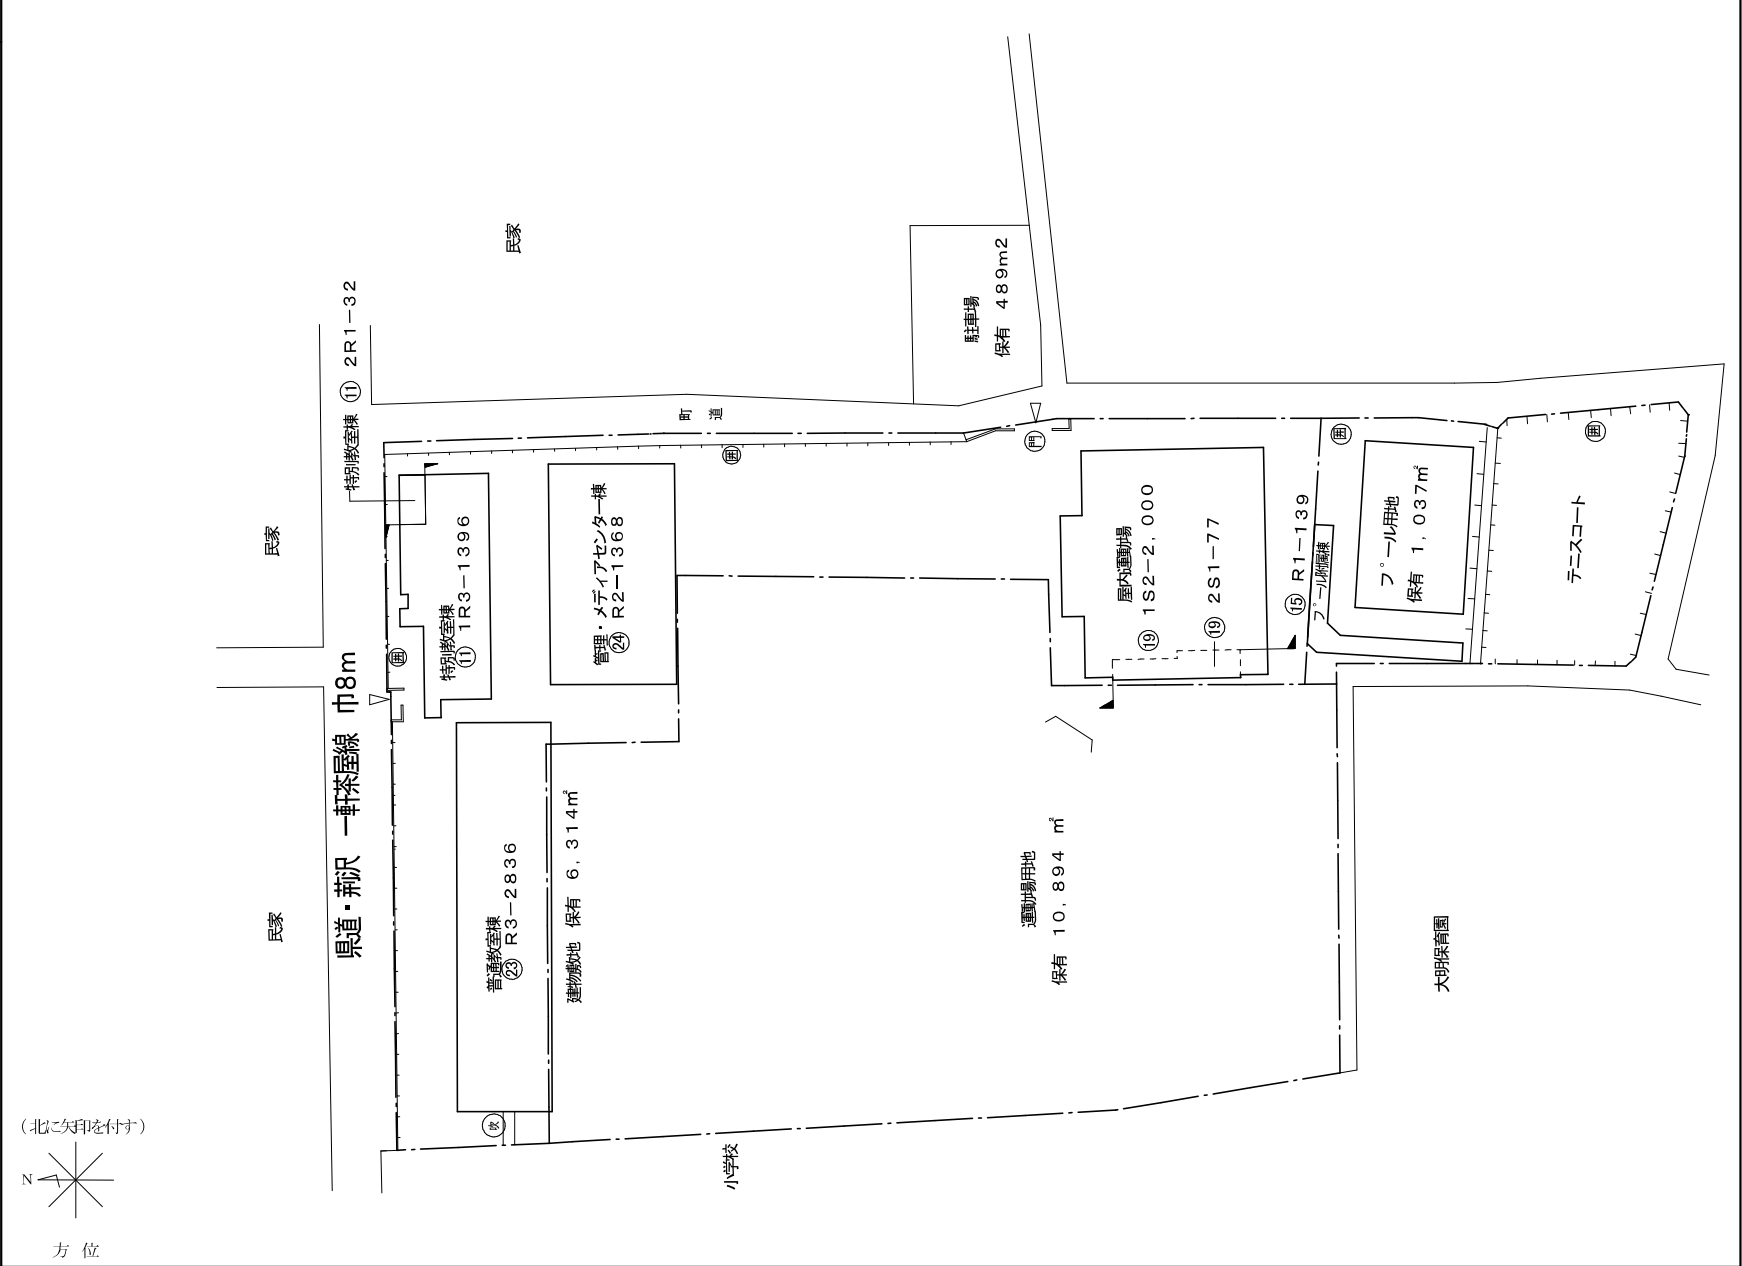 民家
特別教室棟 ⑪ 2R1-32
民家
民家
県道・荊沢 一軒茶屋線 巾8m
町道
駐車場
保有 489m2
囲
特別教室棟
⑪ 1R3-1396
管理・メディアセンター棟
㉔ R2-1368
囲
門
屋内運動場
⑲ 1S2-2,000
⑲ 2S1-77
⑮ R1-139
プール附属棟
囲
プール用地
保有 1,037㎡
囲
テニスコート
普通教室棟
㉓ R3-2836
建物敷地 保有 6,314㎡
運動場用地
保有 10,894 ㎡
大明保育園
吹
小学校
(北に矢印を付す)
N
方位